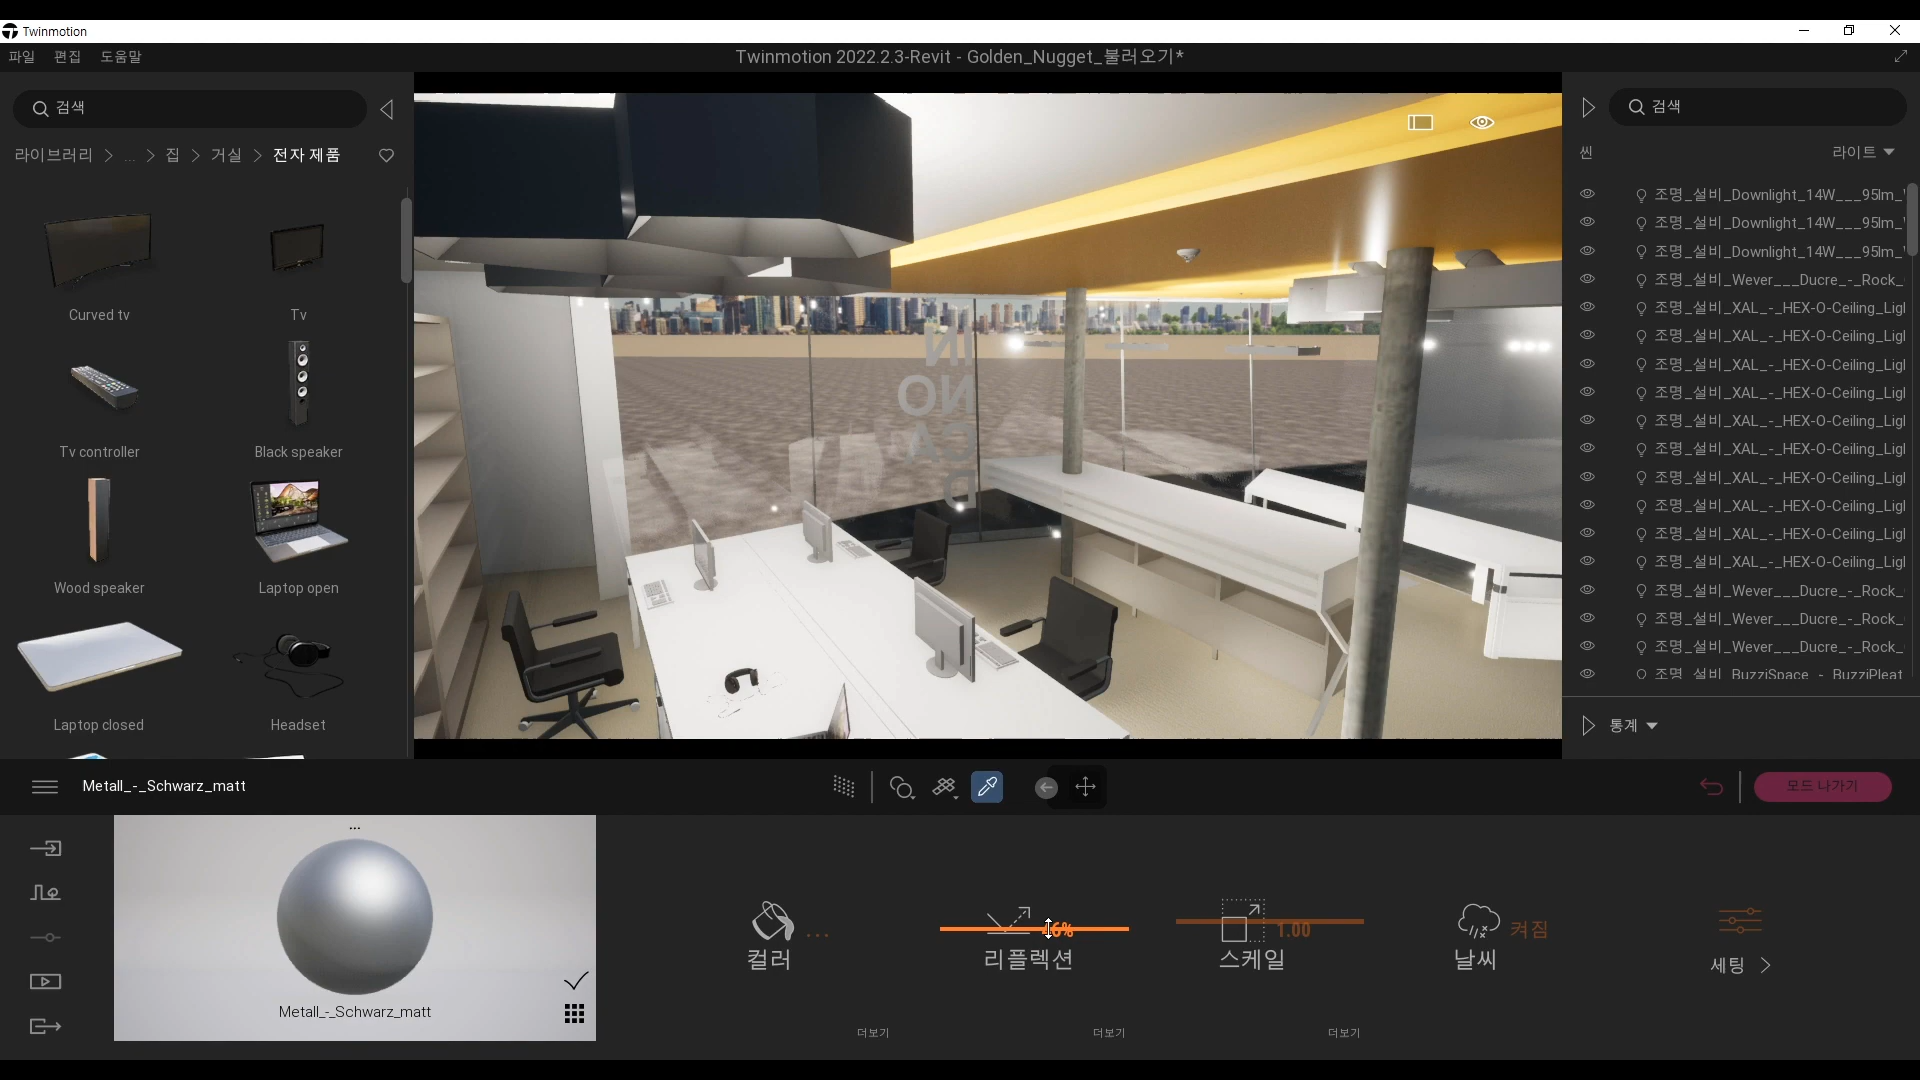 Twinmotion
파일 편집 도움말
Twinmotion 2022.2.3-Revit - Golden_Nugget_불러오기*
검색
라이브러리 > ... > 집 > 거실 > 전자 제품
Curved tv
Tv
Tv controller
Black speaker
Wood speaker
Laptop open
Laptop closed
Headset
검색
씬
라이트
조명_설비_Downlight_14W___95lm_
조명_설비_Downlight_14W___95lm_
조명_설비_Downlight_14W___95lm_
조명_설비_Wever___Ducre_-_Rock_
조명_설비_XAL_-_HEX-O-Ceiling_Ligl
조명_설비_XAL_-_HEX-O-Ceiling_Ligl
조명_설비_XAL_-_HEX-O-Ceiling_Ligl
조명_설비_XAL_-_HEX-O-Ceiling_Ligl
조명_설비_XAL_-_HEX-O-Ceiling_Ligl
조명_설비_XAL_-_HEX-O-Ceiling_Ligl
조명_설비_XAL_-_HEX-O-Ceiling_Ligl
조명_설비_XAL_-_HEX-O-Ceiling_Ligl
조명_설비_XAL_-_HEX-O-Ceiling_Ligl
조명_설비_XAL_-_HEX-O-Ceiling_Ligl
조명_설비_Wever___Ducre_-_Rock_
조명_설비_Wever___Ducre_-_Rock_
조명_설비_Wever___Ducre_-_Rock_
조명_설비_BuzziSpace_-_BuzziPleat
통계
Metall_-_Schwarz_matt
모드 나가기
...
Metall_-_Schwarz_matt
컬러 ...
리플렉션
스케일 1.00
날씨 켜짐
세팅 >
더보기
더보기
더보기